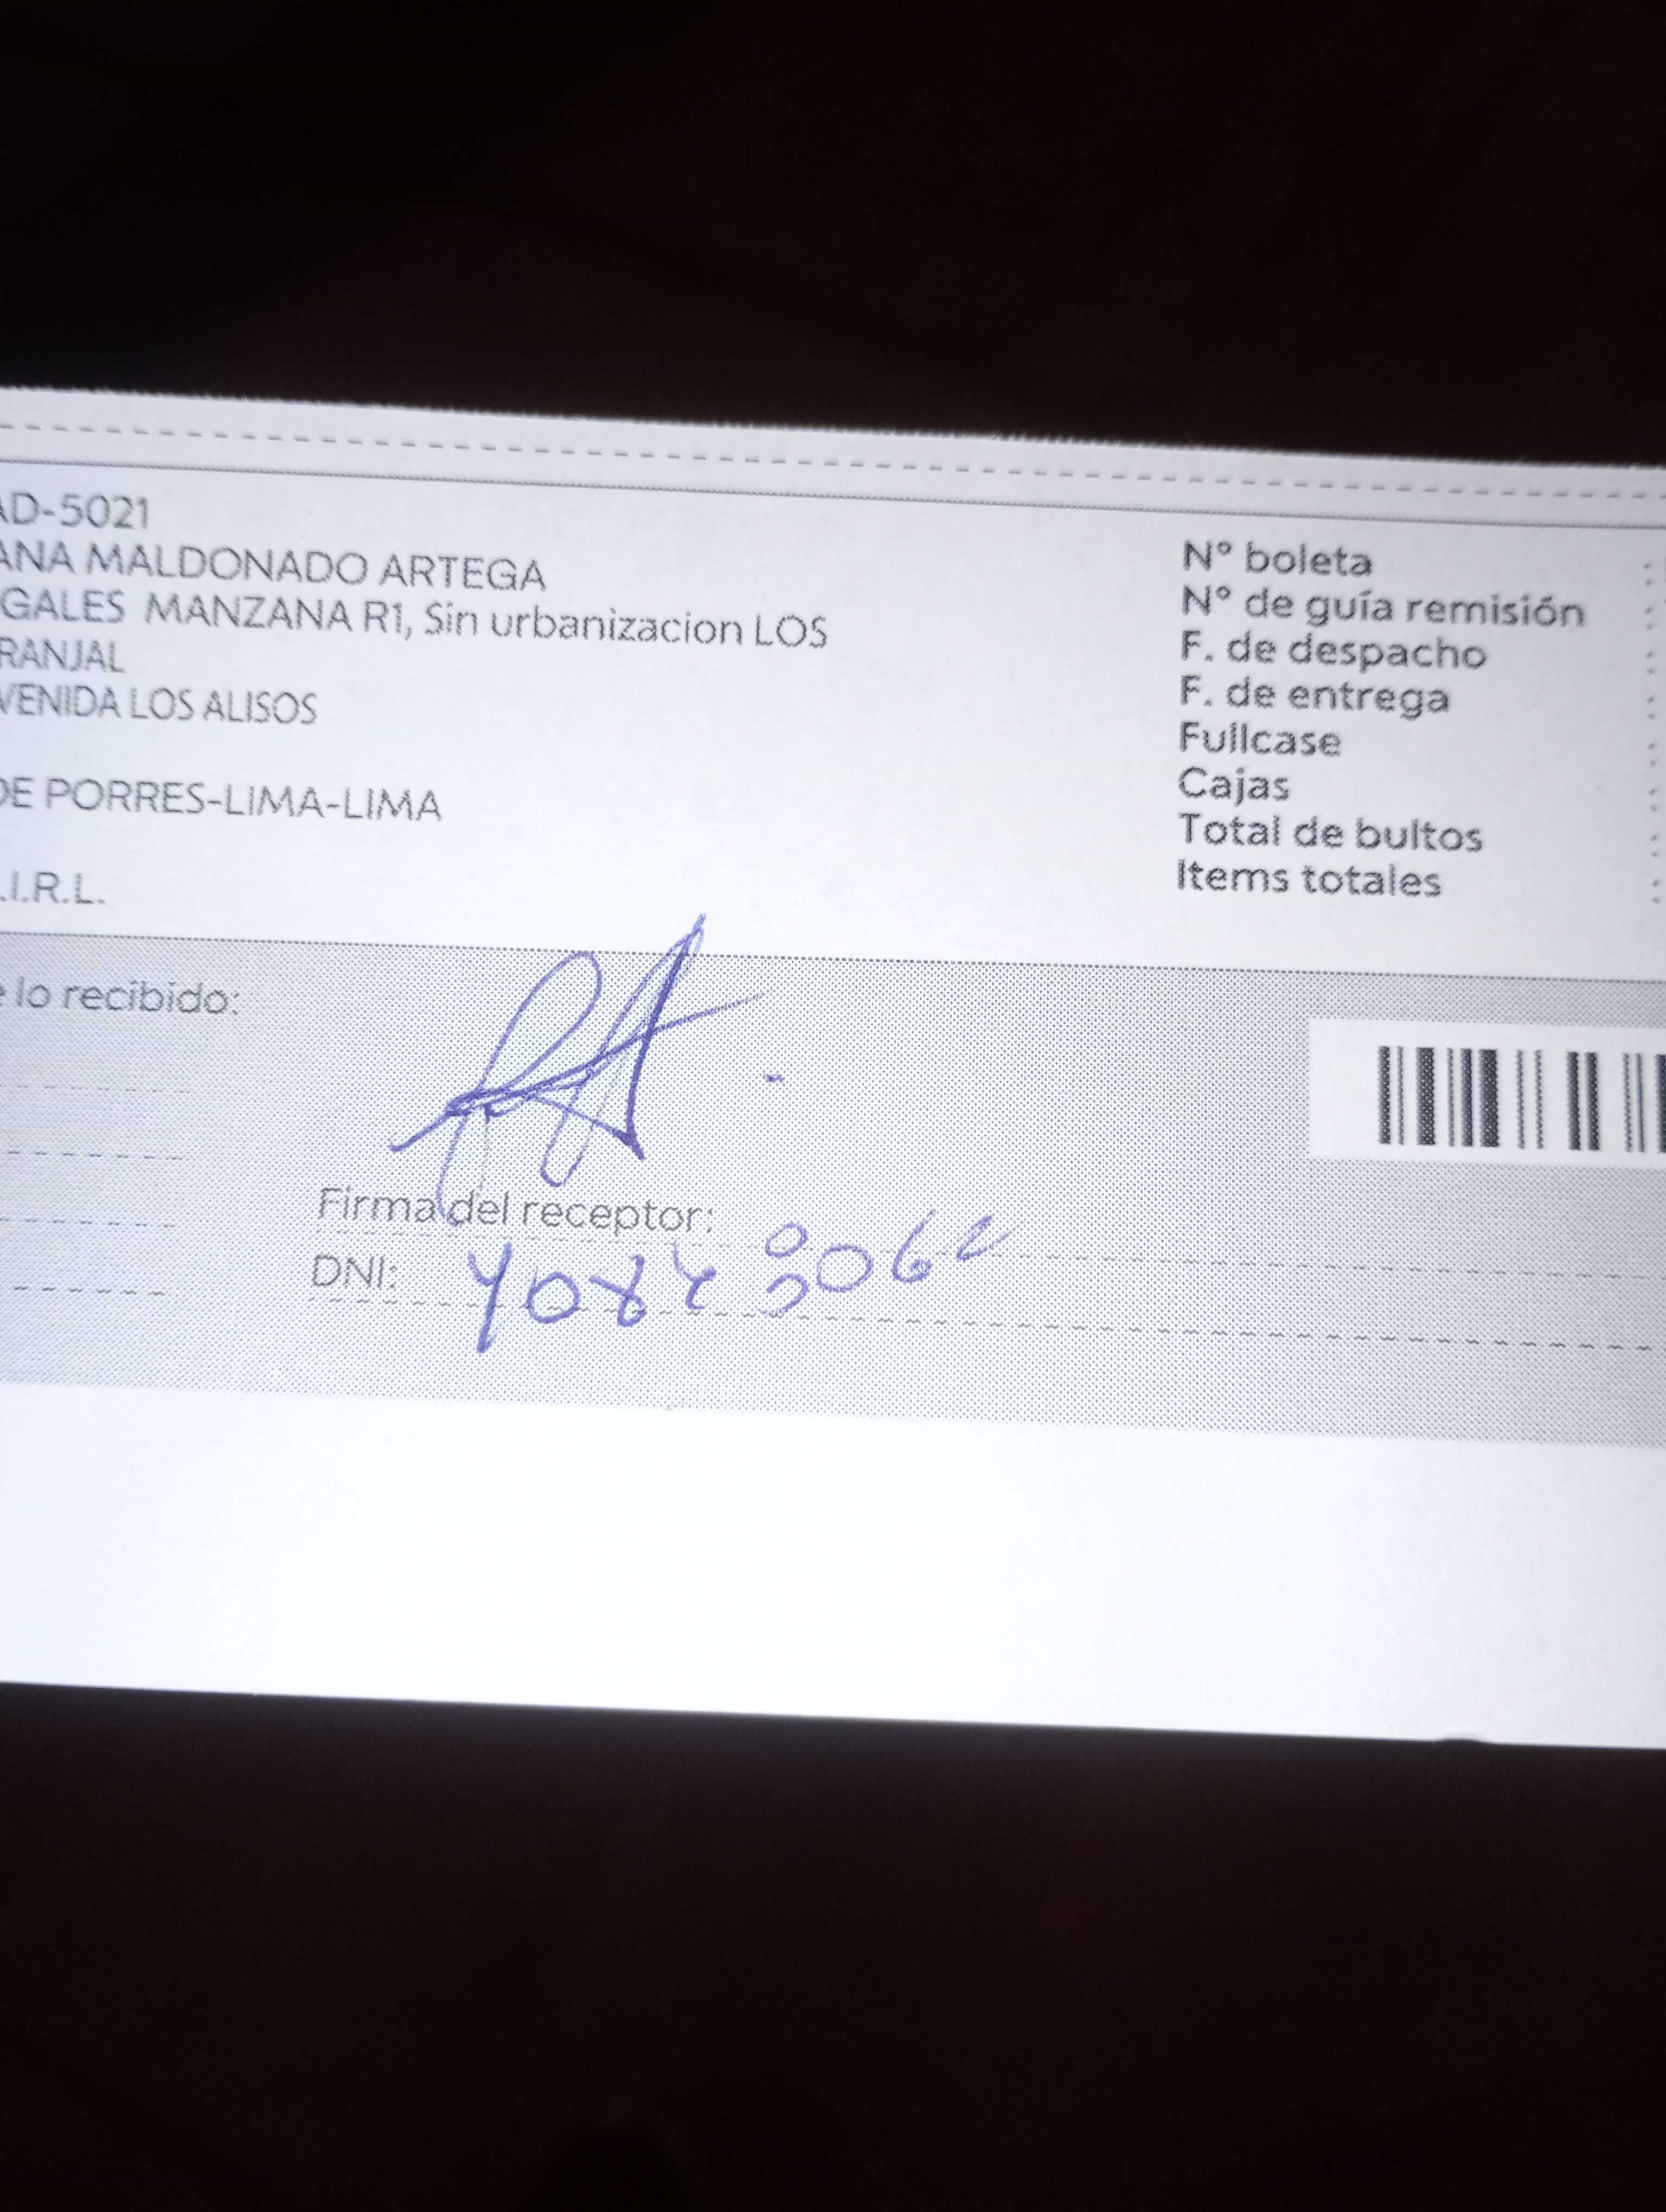 AD-5021
ANA MALDONADO ARTEGA
GALES MANZANA R1, Sin urbanizacion LOS
RANJAL
VENIDA LOS ALISOS
DE PORRES-LIMA-LIMA
.I.R.L.
N° boleta :
N° de guía remisión :
F. de despacho :
F. de entrega :
Fullcase :
Cajas :
Total de bultos :
Items totales :
e lo recibido:
Firma del receptor:
DNI: